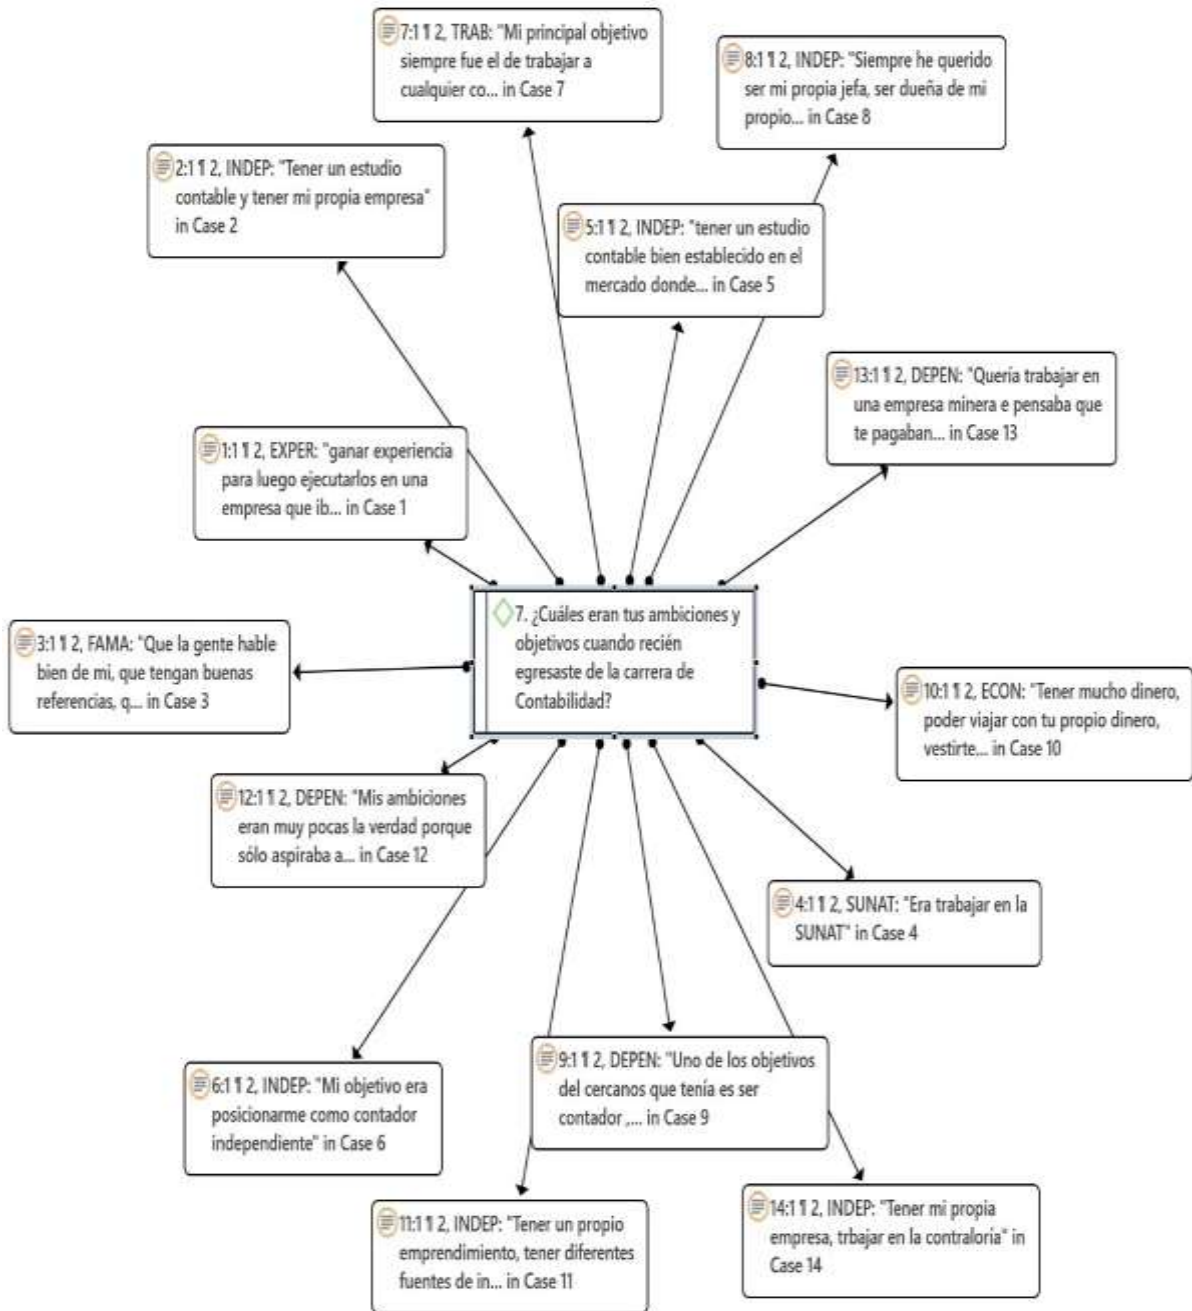 7:1 ¶ 2, TRAB: "Mi principal objetivo
siempre fue el de trabajar a
cualquier co... in Case 7
8:1 ¶ 2, INDEP: "Siempre he querido
ser mi propia jefa, ser dueña de mi
propio... in Case 8
2:1 ¶ 2, INDEP: "Tener un estudio
contable y tener mi propia empresa"
in Case 2
5:1 ¶ 2, INDEP: "tener un estudio
contable bien establecido en el
mercado donde... in Case 5
13:1 ¶ 2, DEPEN: "Quería trabajar en
una empresa minera e pensaba que
te pagaban... in Case 13
1:1 ¶ 2, EXPER: "ganar experiencia
para luego ejecutarlos en una
empresa que ib... in Case 1
7. ¿Cuáles eran tus ambiciones y
objetivos cuando recién
egresaste de la carrera de
Contabilidad?
3:1 ¶ 2, FAMA: "Que la gente hable
bien de mi, que tengan buenas
referencias, q... in Case 3
10:1 ¶ 2, ECON: "Tener mucho dinero,
poder viajar con tu propio dinero,
vestirte... in Case 10
12:1 ¶ 2, DEPEN: "Mis ambiciones
eran muy pocas la verdad porque
sólo aspiraba a... in Case 12
4:1 ¶ 2, SUNAT: "Era trabajar en la
SUNAT" in Case 4
9:1 ¶ 2, DEPEN: "Uno de los objetivos
del cercanos que tenía es ser
contador ,... in Case 9
6:1 ¶ 2, INDEP: "Mi objetivo era
posicionarme como contador
independiente" in Case 6
11:1 ¶ 2, INDEP: "Tener un propio
emprendimiento, tener diferentes
fuentes de in... in Case 11
14:1 ¶ 2, INDEP: "Tener mi propia
empresa, trbajar en la contraloria" in
Case 14